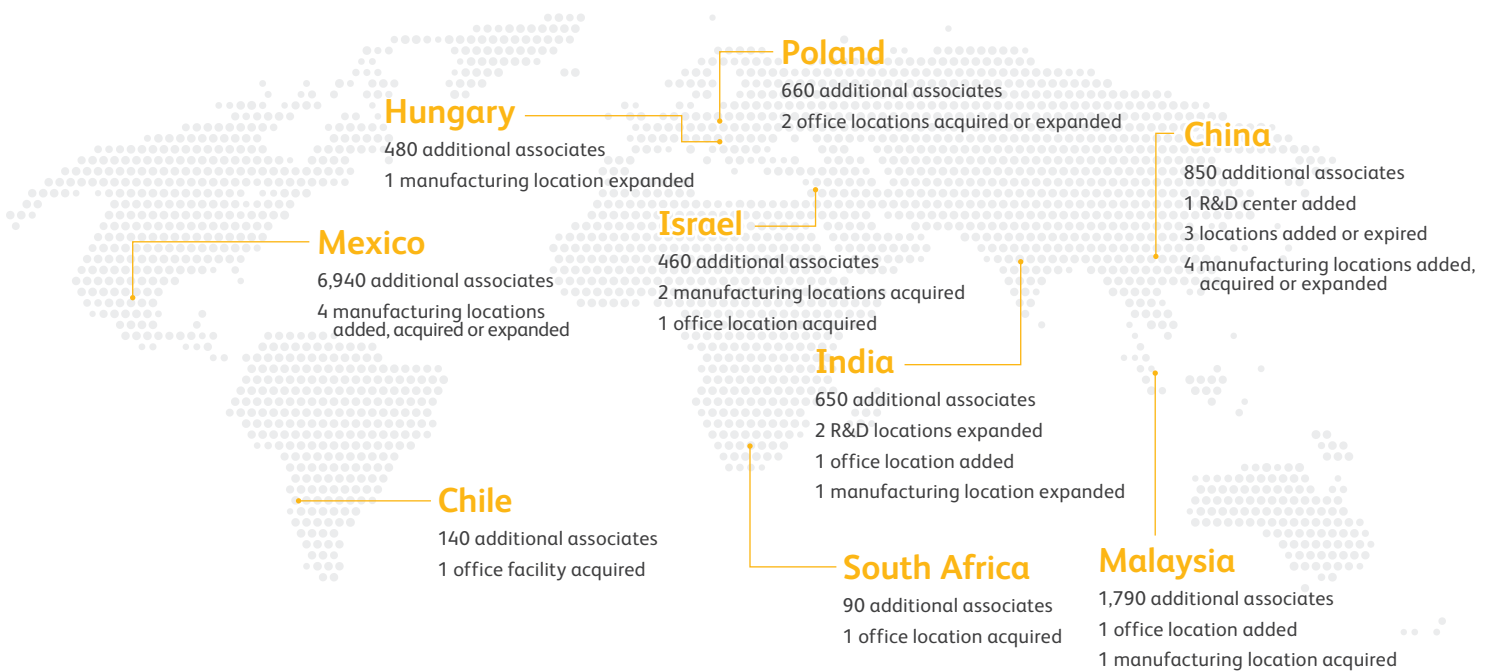 Poland
660 additional associates
2 office locations acquired or expanded
Hungary
480 additional associates
1 manufacturing location expanded
China
850 additional associates
1 R&D center added
3 locations added or expired
4 manufacturing locations added,
acquired or expanded
Israel
460 additional associates
2 manufacturing locations acquired
1 office location acquired
Mexico
6,940 additional associates
4 manufacturing locations
added, acquired or expanded
India
650 additional associates
2 R&D locations expanded
1 office location added
1 manufacturing location expanded
Chile
140 additional associates
1 office facility acquired
South Africa
90 additional associates
1 office location acquired
Malaysia
1,790 additional associates
1 office location added
1 manufacturing location acquired